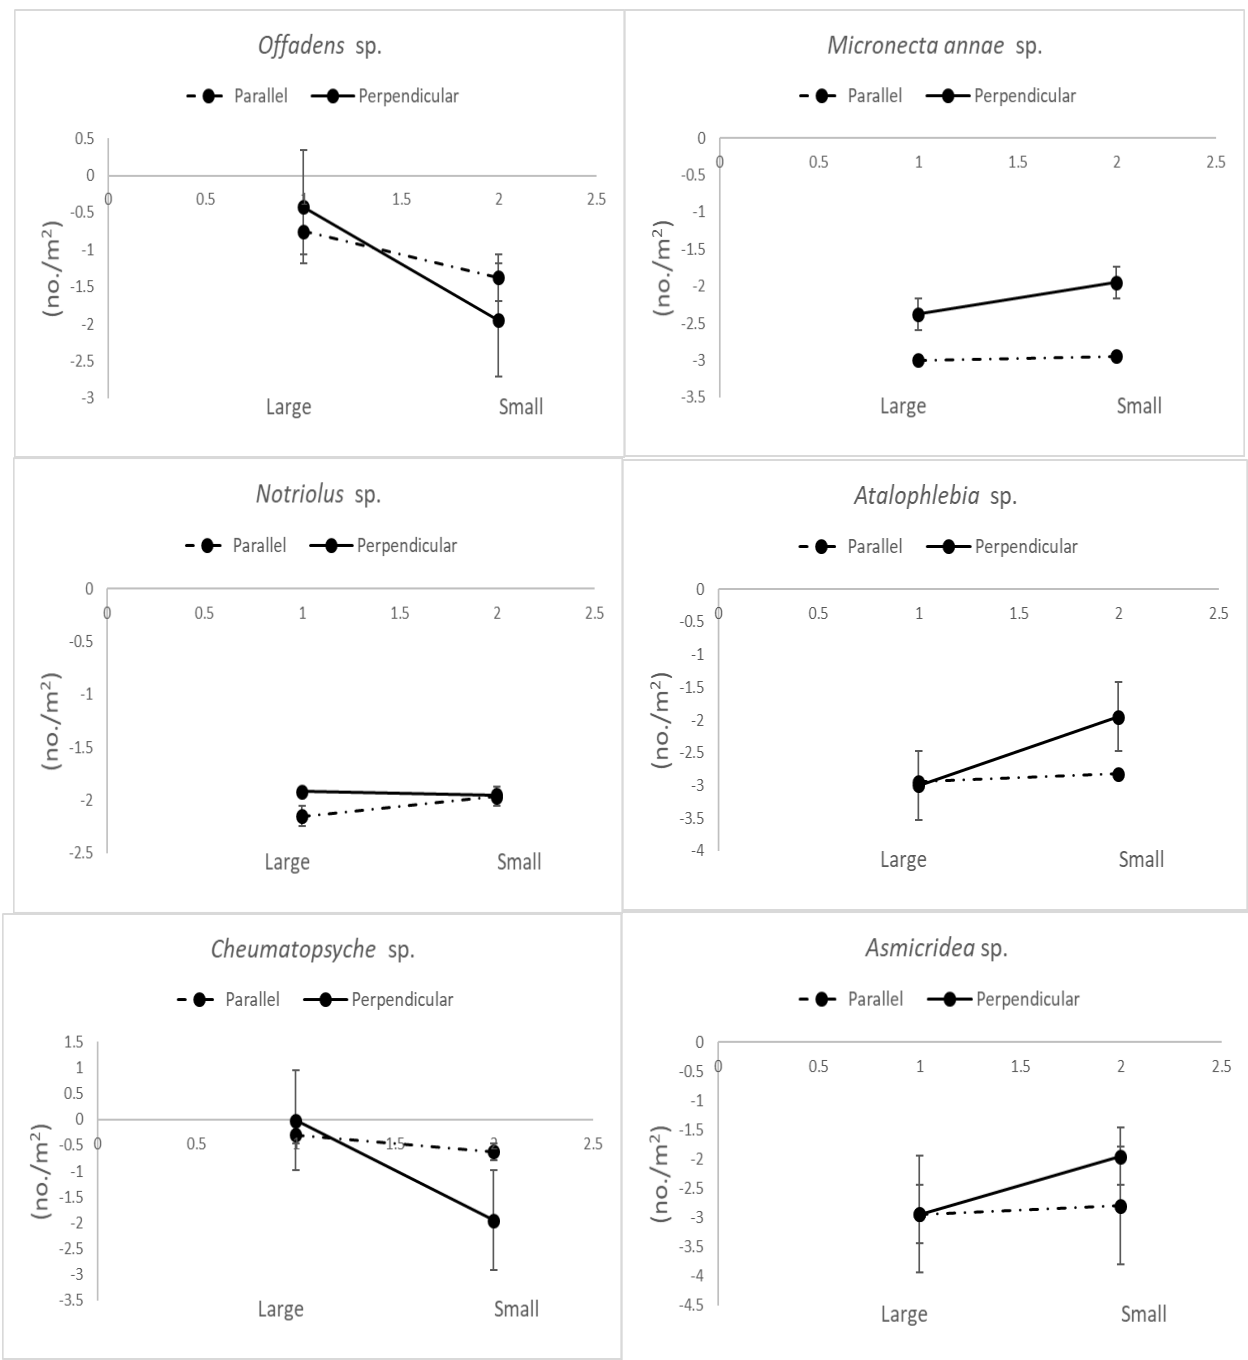 Offadens sp.
Parallel Perpendicular
0.5
0
-0.5
-1
-1.5
-2
-2.5
-3
0 0.5 1 1.5 2 2.5
(no./m²)
Large Small
Micronecta annae sp.
Parallel Perpendicular
0
-0.5
-1
-1.5
-2
-2.5
-3
-3.5
0 0.5 1 1.5 2 2.5
(no./m²)
Large Small
Notriolus sp.
Parallel Perpendicular
0
-0.5
-1
-1.5
-2
-2.5
0 0.5 1 1.5 2 2.5
(no./m²)
Large Small
Atalophlebia sp.
Parallel Perpendicular
0
-0.5
-1
-1.5
-2
-2.5
-3
-3.5
-4
0 0.5 1 1.5 2 2.5
(no./m²)
Large Small
Cheumatopsyche sp.
Parallel Perpendicular
1.5
1
0.5
0
-0.5
-1
-1.5
-2
-2.5
-3
-3.5
0 0.5 1 1.5 2 2.5
(no./m²)
Large Small
Asmicridea sp.
Parallel Perpendicular
0
-0.5
-1
-1.5
-2
-2.5
-3
-3.5
-4
-4.5
0 0.5 1 1.5 2 2.5
(no./m²)
Large Small